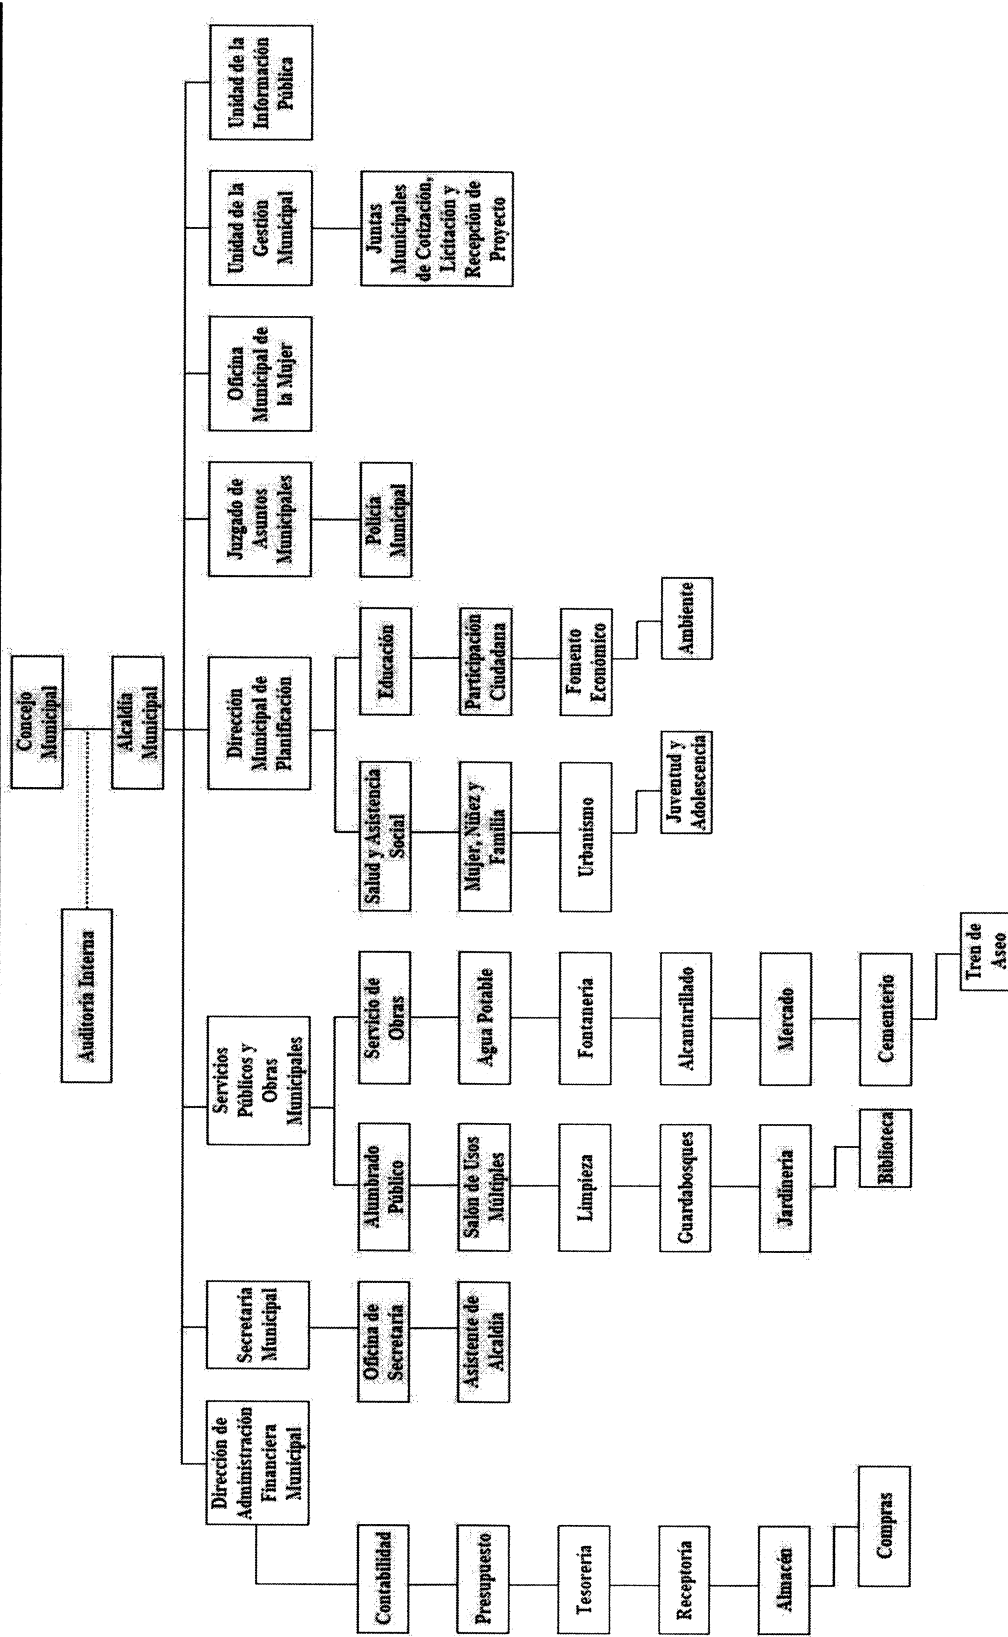 Concejo
Municipal
Auditoría Interna
Alcaldía
Municipal
Dirección de
Administración
Financiera
Municipal
Secretaría
Municipal
Servicios
Públicos y
Obras
Municipales
Dirección
Municipal de
Planificación
Juzgado de
Asuntos
Municipales
Oficina
Municipal de
la Mujer
Unidad de la
Gestión
Municipal
Unidad de la
Información
Pública
Contabilidad
Oficina de
Secretaría
Alumbrado
Público
Servicio de
Obras
Salud y Asistencia
Social
Educación
Policía
Municipal
Juntas
Municipales
de Cotización,
Licitación y
Recepción de
Proyecto
Presupuesto
Asistente de
Alcaldía
Salón de Usos
Múltiples
Agua Potable
Mujer, Niñez y
Familia
Participación
Ciudadana
Tesorería
Limpieza
Fontanería
Urbanismo
Fomento
Económico
Receptoría
Guardabosques
Alcantarillado
Juventud y
Adolescencia
Ambiente
Almacén
Jardinería
Mercado
Compras
Biblioteca
Cementerio
Tren de
Aseo